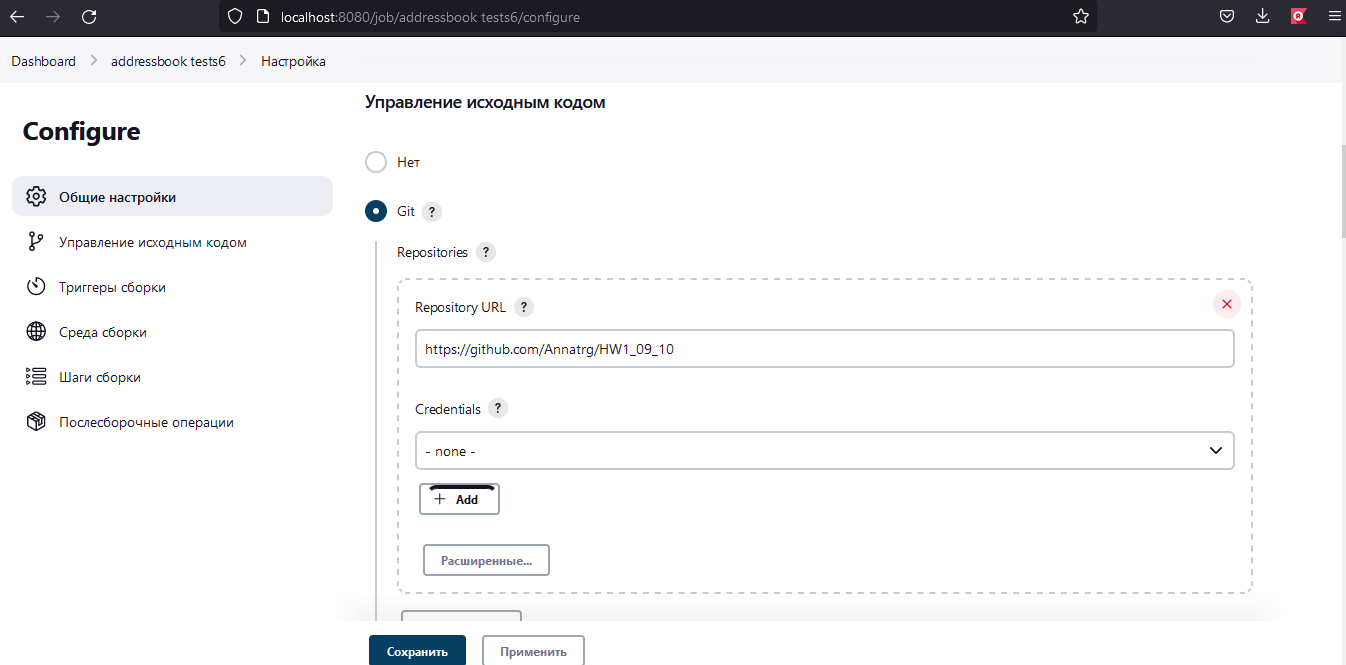 localhost:8080/job/addressbook tests6/configure
Dashboard > addressbook tests6 > Настройка
Configure
Общие настройки
Управление исходным кодом
Триггеры сборки
Среда сборки
Шаги сборки
Послесборочные операции
Управление исходным кодом
Нет
Git ?
Repositories ?
Repository URL ?
https://github.com/Annatrg/HW1_09_10
Credentials ?
- none -
+ Add
Расширенные...
Сохранить
Применить